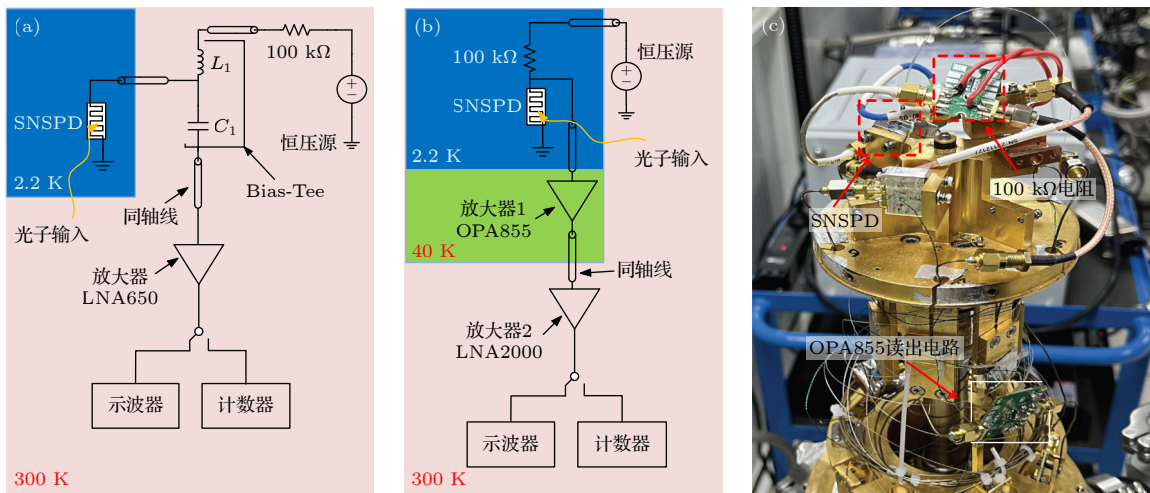 (a)
100 kΩ
L1
SNSPD
C1
恒压源
2.2 K
Bias-Tee
同轴线
光子输入
放大器
LNA650
示波器
计数器
300 K
(b)
100 kΩ
恒压源
SNSPD
2.2 K
光子输入
放大器1
OPA855
40 K
同轴线
放大器2
LNA2000
示波器
计数器
300 K
(c)
100 kΩ电阻
SNSPD
OPA855读出电路